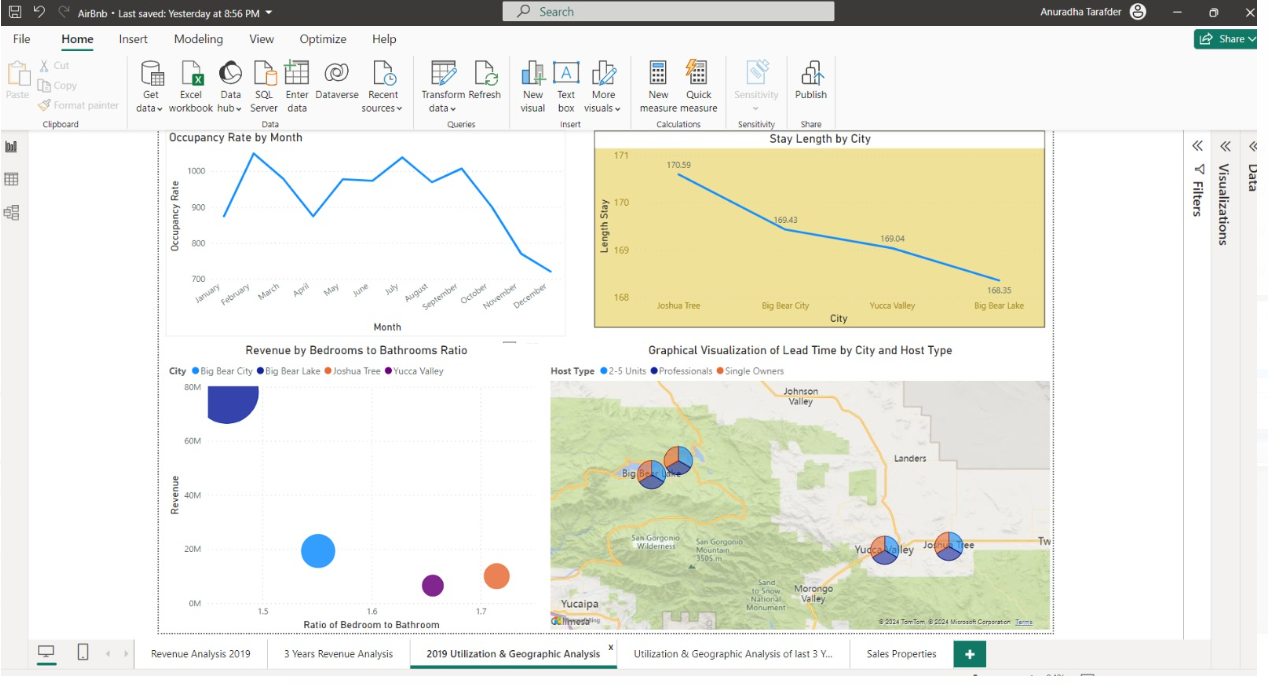 AirBnb • Last saved: Yesterday at 8:56 PM
Search
Anuradha Tarafder
File Home Insert Modeling View Optimize Help
Share
Paste
Cut
Copy
Format painter
Clipboard
Get data
Excel workbook
Data hub
SQL Server
Enter data
Dataverse
Recent sources
Data
Transform data
Refresh
Queries
New visual
Text box
More visuals
Insert
New measure
Quick measure
Calculations
Sensitivity
Sensitivity
Publish
Share
Occupancy Rate by Month
Occupancy Rate
1000
900
800
700
January February March April May June July August September October November December
Month
Stay Length by City
Length Stay
171
170
169
168
170.59
169.43
169.04
168.35
Joshua Tree Big Bear City Yucca Valley Big Bear Lake
City
Filters
Visualizations
Data
Revenue by Bedrooms to Bathrooms Ratio
City Big Bear City Big Bear Lake Joshua Tree Yucca Valley
Revenue
80M
60M
40M
20M
0M
1.5 1.6 1.7
Ratio of Bedroom to Bathroom
Graphical Visualization of Lead Time by City and Host Type
Host Type 2-5 Units Professionals Single Owners
Johnson
Valley
Landers
San Gorgonio
Wilderness
San Gorgonio
Mountain
3505 m
Yucca Valley
Tw
Sand
to Snow
National
Monument
Morongo
Valley
Yucaipa
© 2024 TomTom, © 2024 Microsoft Corporation Terms
Revenue Analysis 2019
3 Years Revenue Analysis
2019 Utilization & Geographic Analysis x
Utilization & Geographic Analysis of last 3 Y...
Sales Properties
+